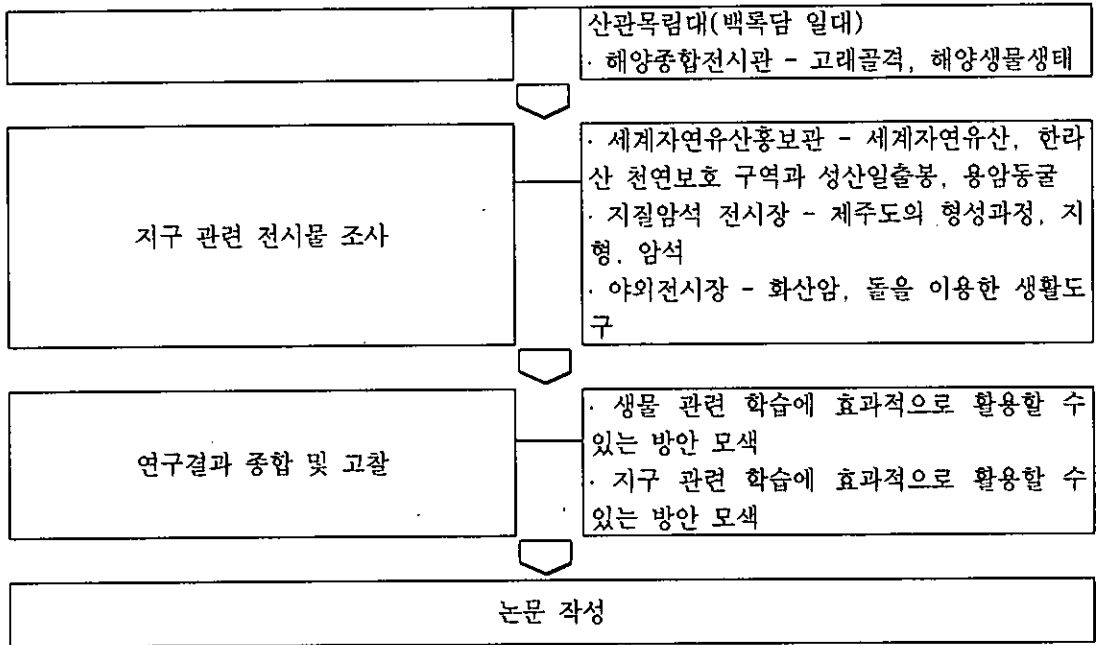 산관목림대(백록담 일대)
· 해양종합전시관 - 고래골격, 해양생물생태
지구 관련 전시물 조사
· 세계자연유산홍보관 - 세계자연유산, 한라
산 천연보호 구역과 성산일출봉, 용암동굴
· 지질암석 전시장 - 제주도의 형성과정, 지
형, 암석
· 야외전시장 - 화산암, 돌을 이용한 생활도
구
연구결과 종합 및 고찰
· 생물 관련 학습에 효과적으로 활용할 수
있는 방안 모색
· 지구 관련 학습에 효과적으로 활용할 수
있는 방안 모색
논문 작성